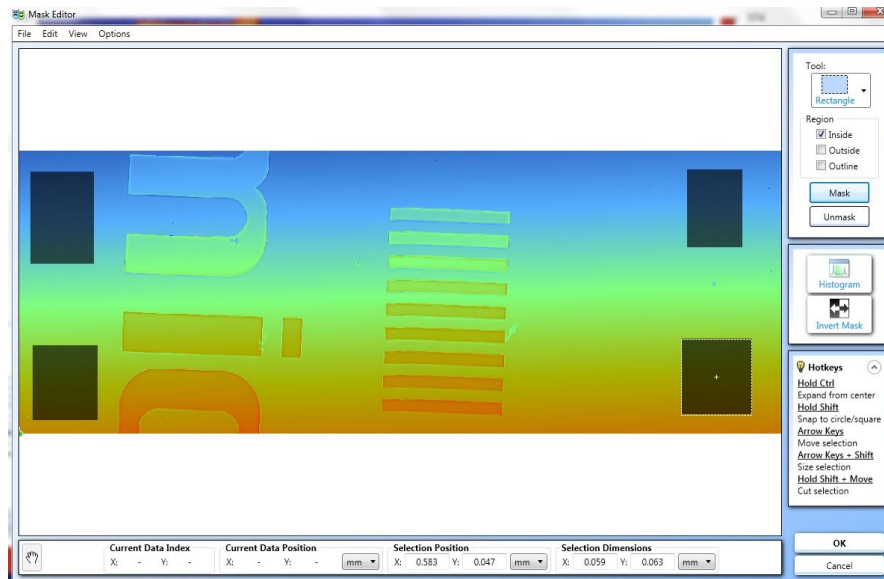 Mask Editor
File Edit View Options
Tool:
Rectangle
Region
Inside
Outside
Outline
Mask
Unmask
Histogram
Invert Mask
Hotkeys
Hold Ctrl
Expand from center
Hold Shift
Snap to circle/square
Arrow Keys
Move selection
Arrow Keys + Shift
Size selection
Hold Shift + Move
Cut selection
Current Data Index
X: - Y: -
Current Data Position
X: - Y: - mm
Selection Position
X: 0.583 Y: 0.047 mm
Selection Dimensions
X: 0.059 Y: 0.063 mm
OK
Cancel